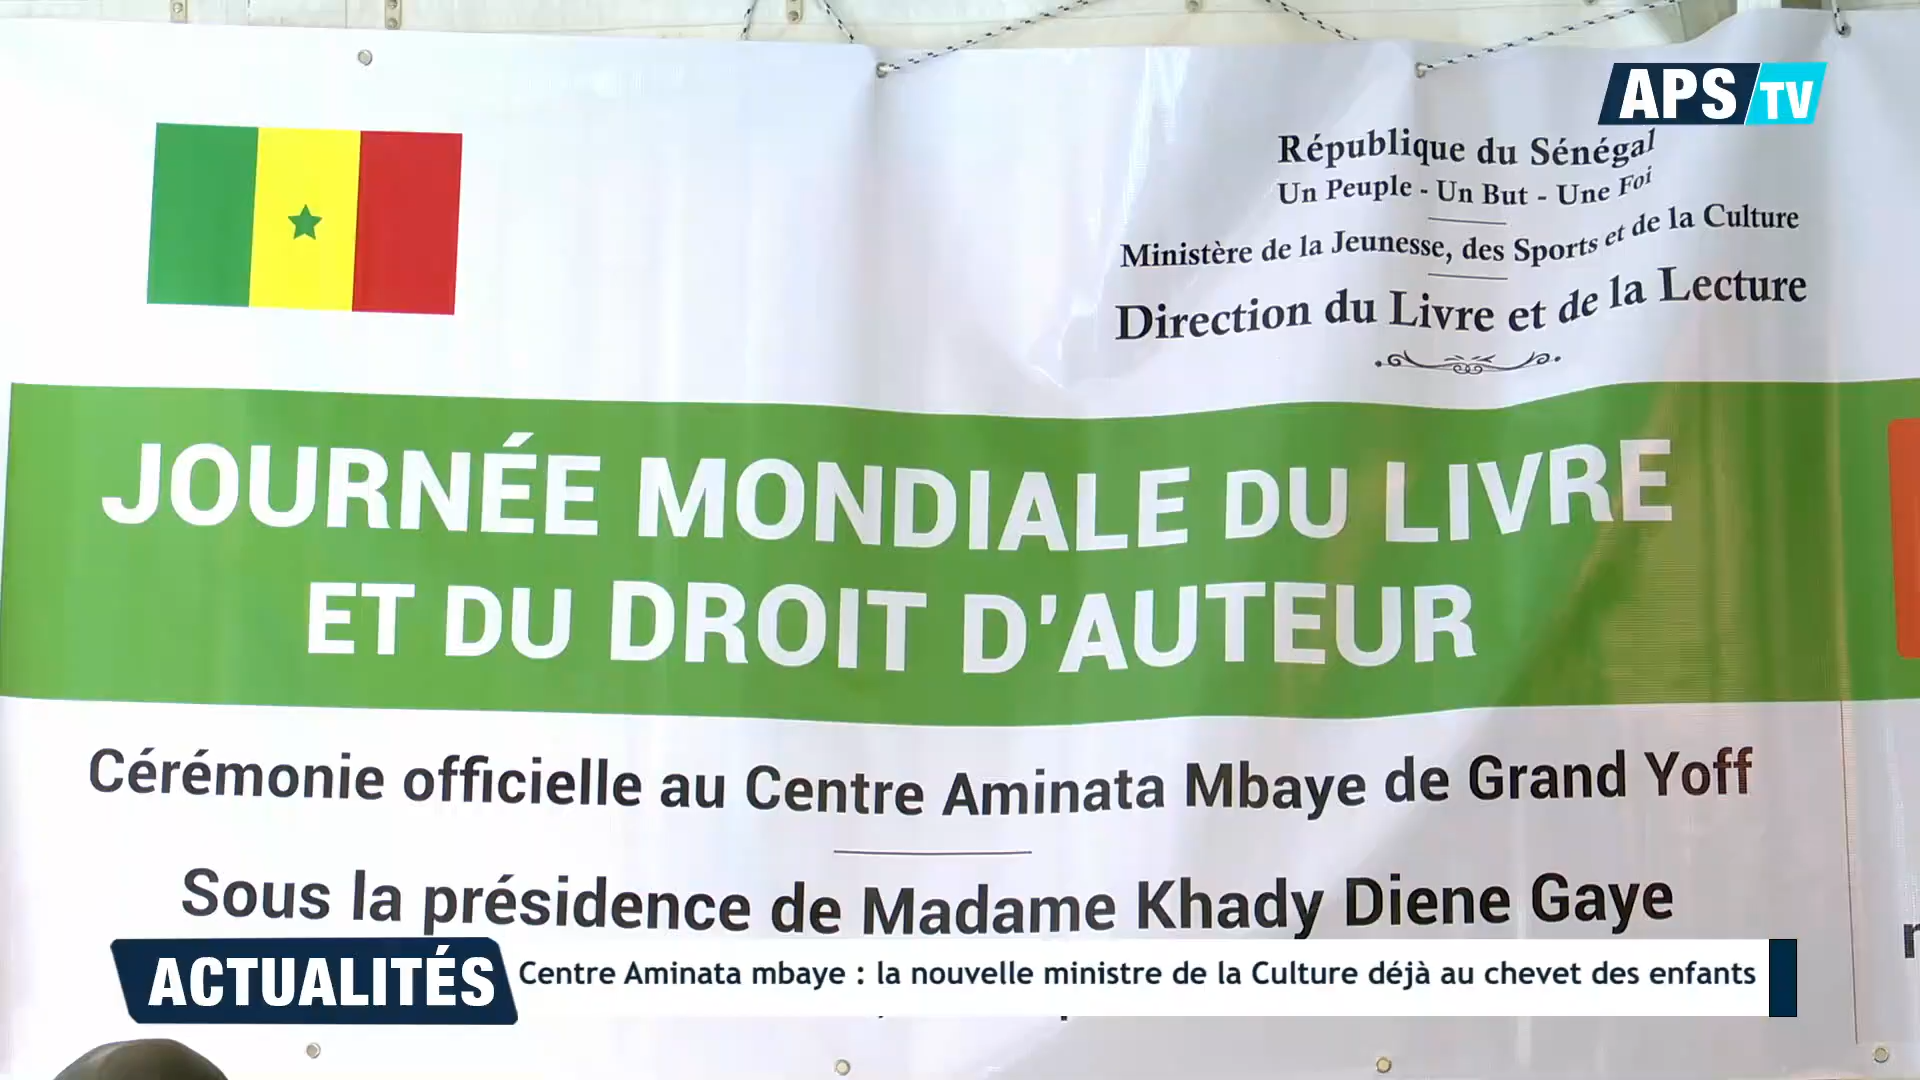 APS TV
République du Sénégal
Un Peuple - Un But - Une Foi
Ministère de la Jeunesse, des Sports et de la Culture
Direction du Livre et de la Lecture
JOURNÉE MONDIALE DU LIVRE
ET DU DROIT D'AUTEUR
Cérémonie officielle au Centre Aminata Mbaye de Grand Yoff
Sous la présidence de Madame Khady Diene Gaye
ACTUALITÉS
Centre Aminata mbaye : la nouvelle ministre de la Culture déjà au chevet des enfants